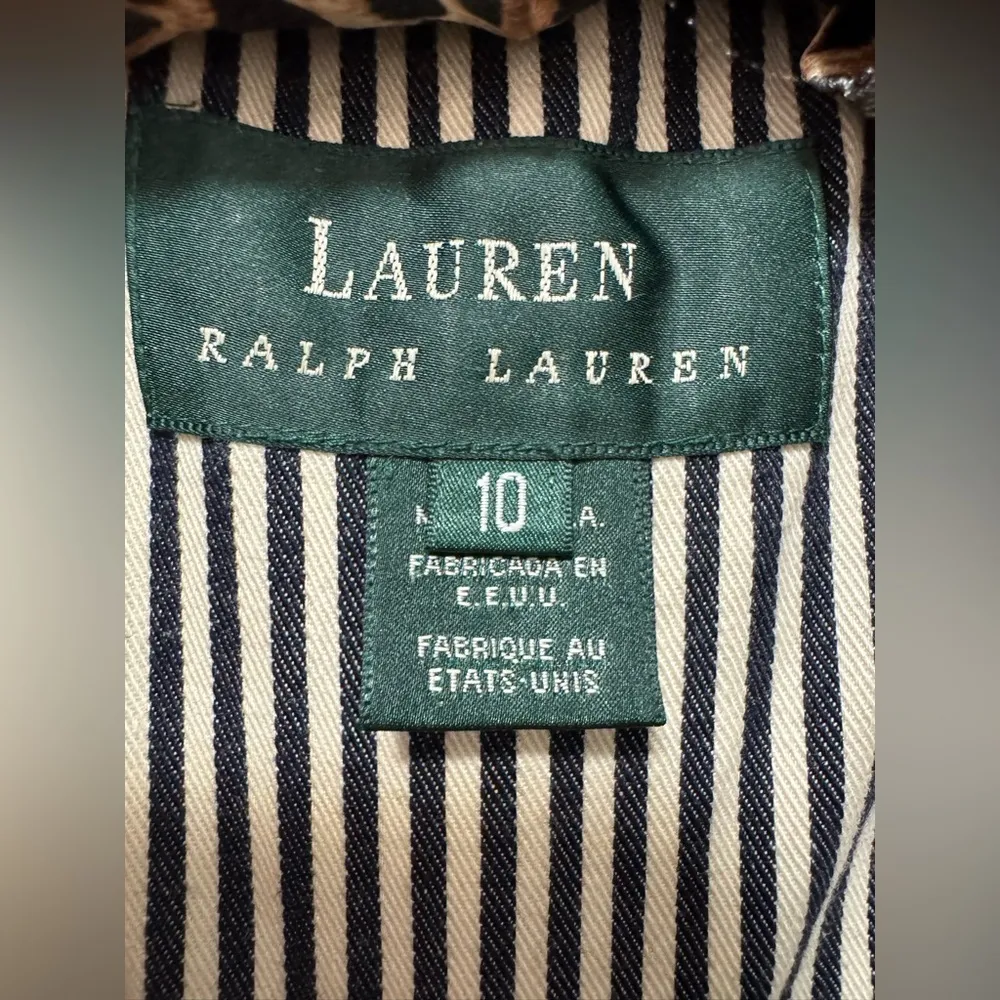 LAUREN
RALPH LAUREN
10
A.
FABRICADA EN
E.E.U.U.
FABRIQUE AU
ETATS-UNIS